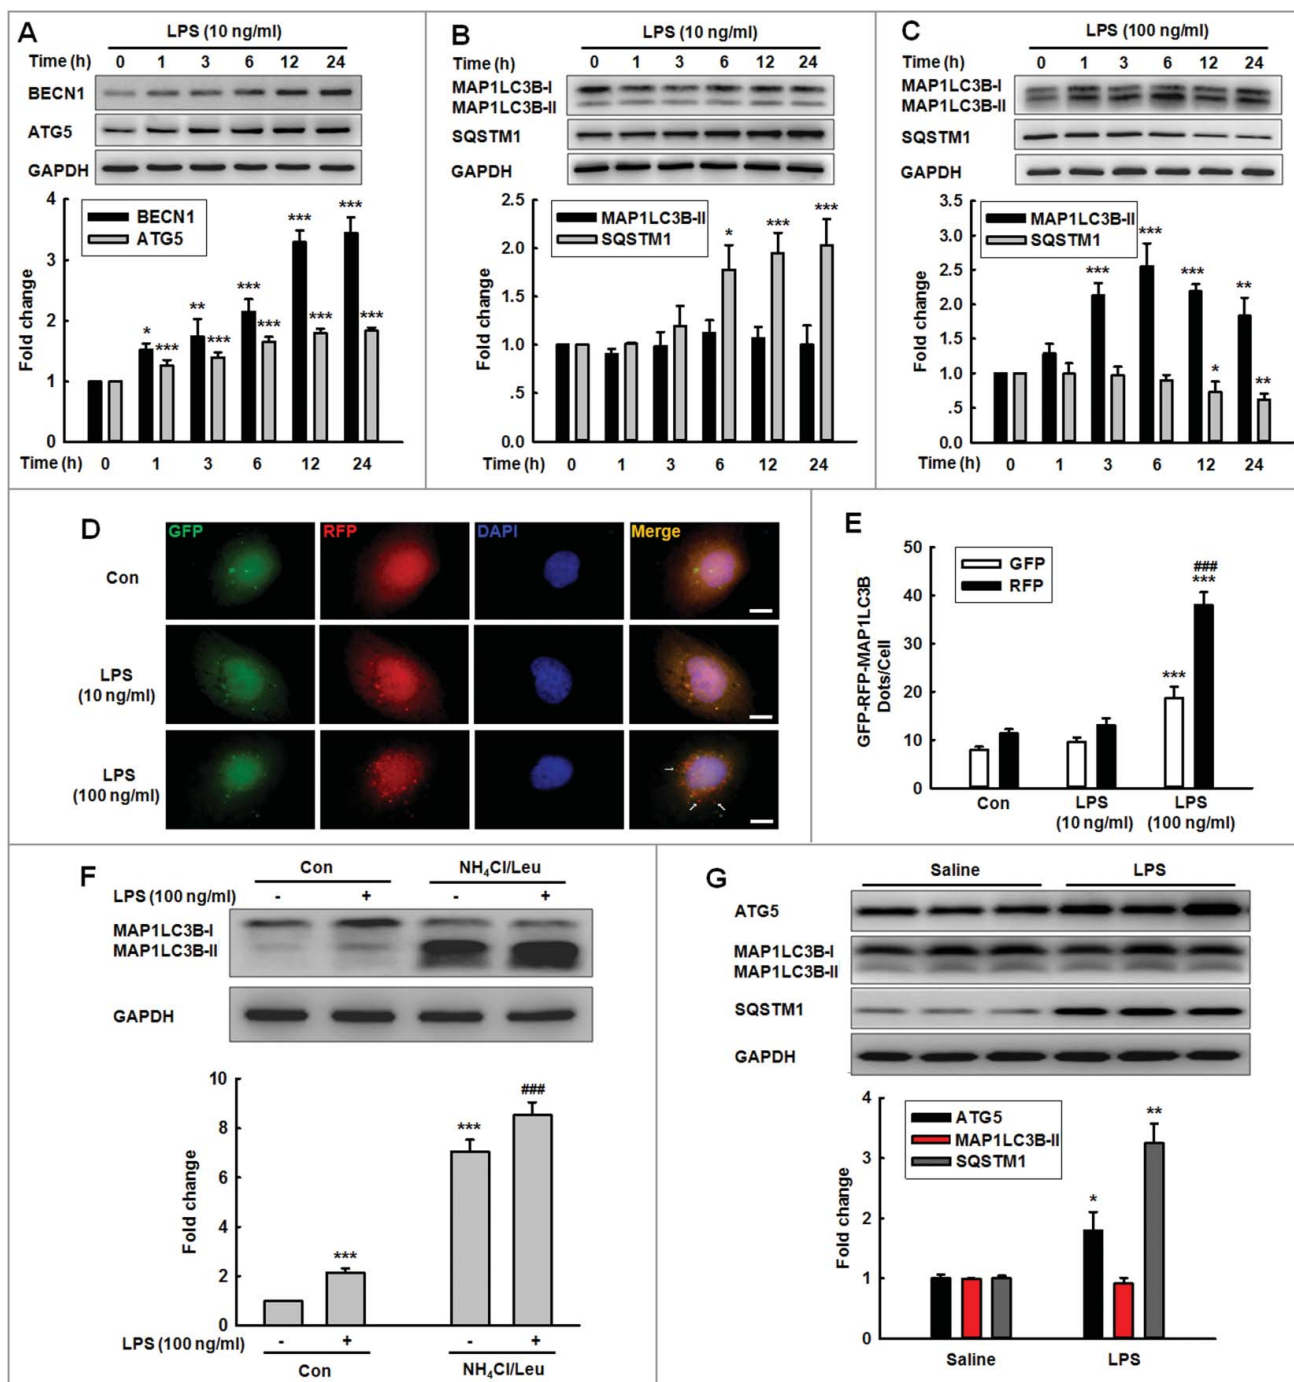 A
LPS (10 ng/ml)
Time (h) 0 1 3 6 12 24
BECN1
ATG5
GAPDH
4
3
2
1
0
Fold change
BECN1
ATG5
* *** ** *** *** *** *** *** *** ***
Time (h) 0 1 3 6 12 24
B
LPS (10 ng/ml)
Time (h) 0 1 3 6 12 24
MAP1LC3B-I
MAP1LC3B-II
SQSTM1
GAPDH
2.5
2.0
1.5
1.0
0.5
0.0
Fold change
MAP1LC3B-II
SQSTM1
* *** ***
Time (h) 0 1 3 6 12 24
C
LPS (100 ng/ml)
Time (h) 0 1 3 6 12 24
MAP1LC3B-I
MAP1LC3B-II
SQSTM1
GAPDH
3.5
3.0
2.5
2.0
1.5
1.0
.5
0.0
Fold change
MAP1LC3B-II
SQSTM1
*** *** *** * ** **
Time (h) 0 1 3 6 12 24
D
GFP RFP DAPI Merge
Con
LPS
(10 ng/ml)
LPS
(100 ng/ml)
E
50
40
30
20
10
0
GFP-RFP-MAP1LC3B
Dots/Cell
GFP
RFP
###
***
***
Con LPS LPS
(10 ng/ml) (100 ng/ml)
F
Con NH₄Cl/Leu
LPS (100 ng/ml) - + - +
MAP1LC3B-I
MAP1LC3B-II
GAPDH
10
8
6
4
2
0
Fold change
*** *** ###
LPS (100 ng/ml) - + - +
Con NH₄Cl/Leu
G
Saline LPS
ATG5
MAP1LC3B-I
MAP1LC3B-II
SQSTM1
GAPDH
4
3
2
1
0
Fold change
ATG5
MAP1LC3B-II
SQSTM1
* **
Saline LPS